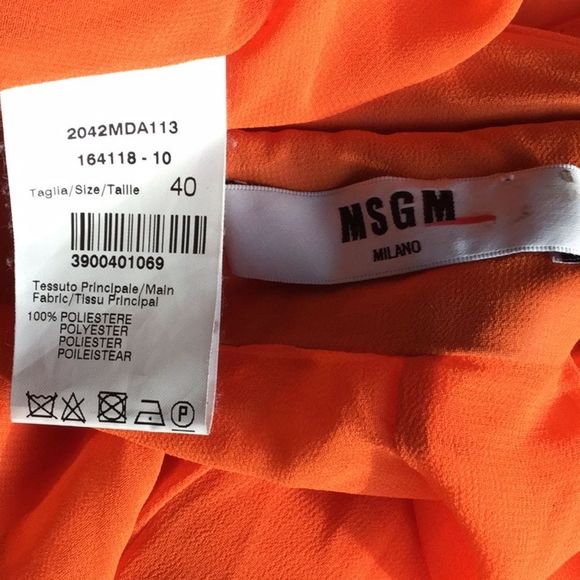 2042MDA113
164118 - 10
Taglia/Size/Taille 40
3900401069
Tessuto Principale/Main
Fabric/Tissu Principal
100% POLIESTERE
POLYESTER
POLIESTER
POILEISTEAR
P
MSGM
MILANO